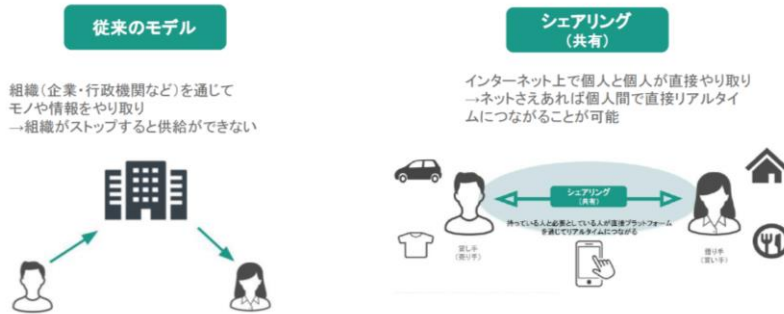 従来のモデル
組織（企業・行政機関など）を通じて
モノや情報をやり取り
→組織がストップすると供給ができない
シェアリング
（共有）
インターネット上で個人と個人が直接やり取り
→ネットさえあれば個人間で直接リアルタイ
ムにつながることが可能
シェアリング
（共有）
持っている人と必要としている人が直接プラットフォーム
を通じてリアルタイムにつながる
貸し手
（売り手）
借り手
（買い手）